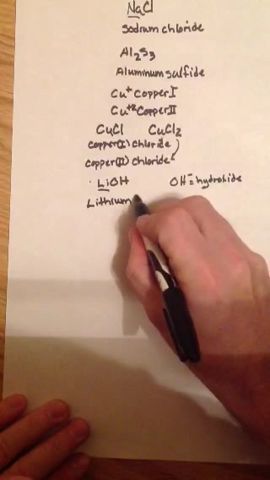 NaCl
Sodium chloride
Al₂S₃
Aluminum sulfide
Cu⁺ Copper I
Cu⁺² Copper II
CuCl CuCl₂
copper(I) chloride
copper(II) chloride
LiOH OH⁻ = hydroxide
Lithium